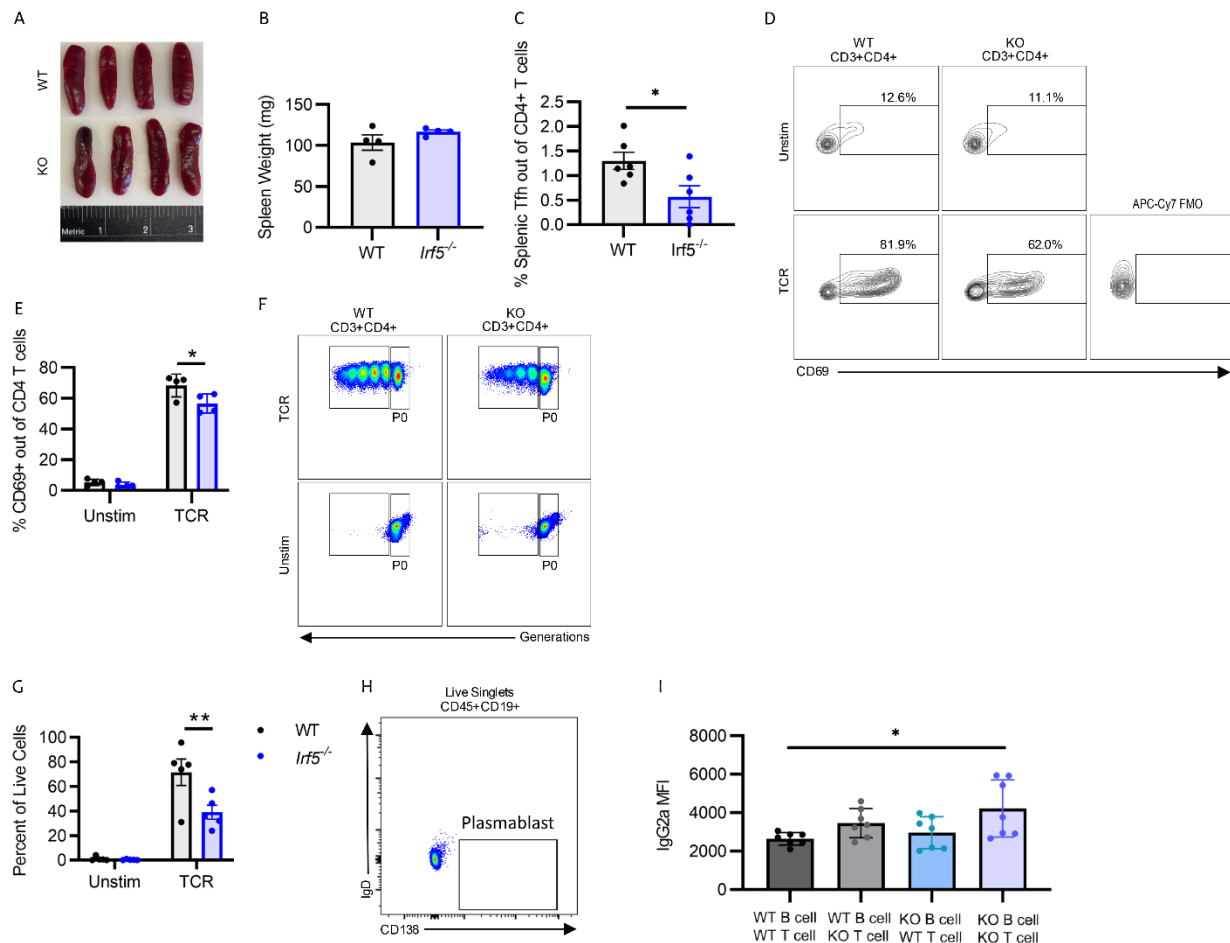 A
WT
KO
Metric 1 2 3
B
Spleen Weight (mg)
150
100
50
0
WT
Irf5-/-
C
% Splenic Tfh out of CD4+ T cells
2.5
2.0
1.5
1.0
0.5
0.0
*
WT
Irf5-/-
D
WT
CD3+CD4+
KO
CD3+CD4+
Unstim
12.6%
11.1%
APC-Cy7 FMO
TCR
81.9%
62.0%
CD69
E
% CD69+ out of CD4 T cells
80
60
40
20
0
*
Unstim
TCR
F
WT
CD3+CD4+
KO
CD3+CD4+
TCR
P0
P0
Unstim
P0
P0
Generations
G
Percent of Live Cells
100
80
60
40
20
0
**
Unstim
TCR
WT
Irf5-/-
H
Live Singlets
CD45+CD19+
Plasmablast
IgD
CD138
I
IgG2a MFI
8000
6000
4000
2000
0
*
WT B cell
WT T cell
WT B cell
KO T cell
KO B cell
WT T cell
KO B cell
KO T cell